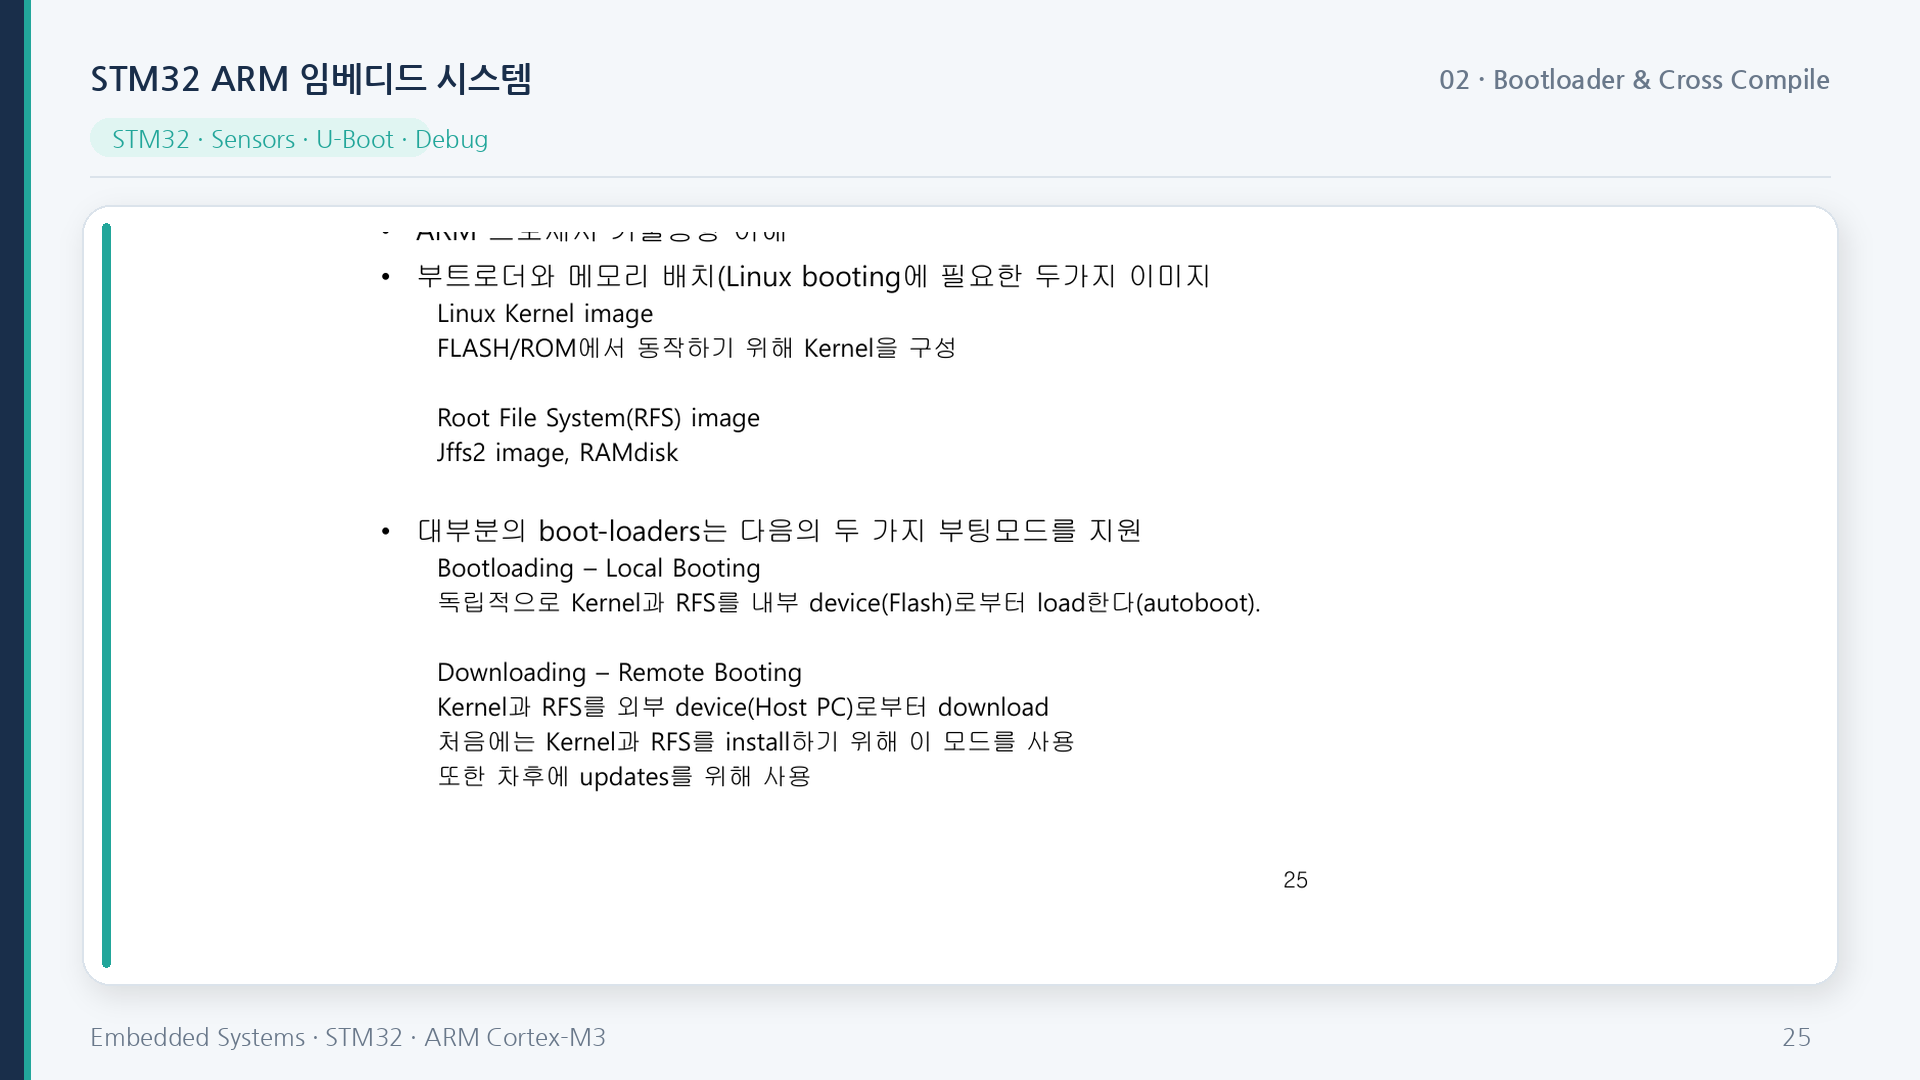 STM32 ARM 임베디드 시스템
02 · Bootloader & Cross Compile
STM32 · Sensors · U-Boot · Debug
• ARM 이해
• 부트로더와 메모리 배치(Linux booting에 필요한 두가지 이미지
Linux Kernel image
FLASH/ROM에서 동작하기 위해 Kernel을 구성
Root File System(RFS) image
Jffs2 image, RAMdisk
• 대부분의 boot-loaders는 다음의 두 가지 부팅모드를 지원
Bootloading – Local Booting
독립적으로 Kernel과 RFS를 내부 device(Flash)로부터 load한다(autoboot).
Downloading – Remote Booting
Kernel과 RFS를 외부 device(Host PC)로부터 download
처음에는 Kernel과 RFS를 install하기 위해 이 모드를 사용
또한 차후에 updates를 위해 사용
25
Embedded Systems · STM32 · ARM Cortex-M3
25